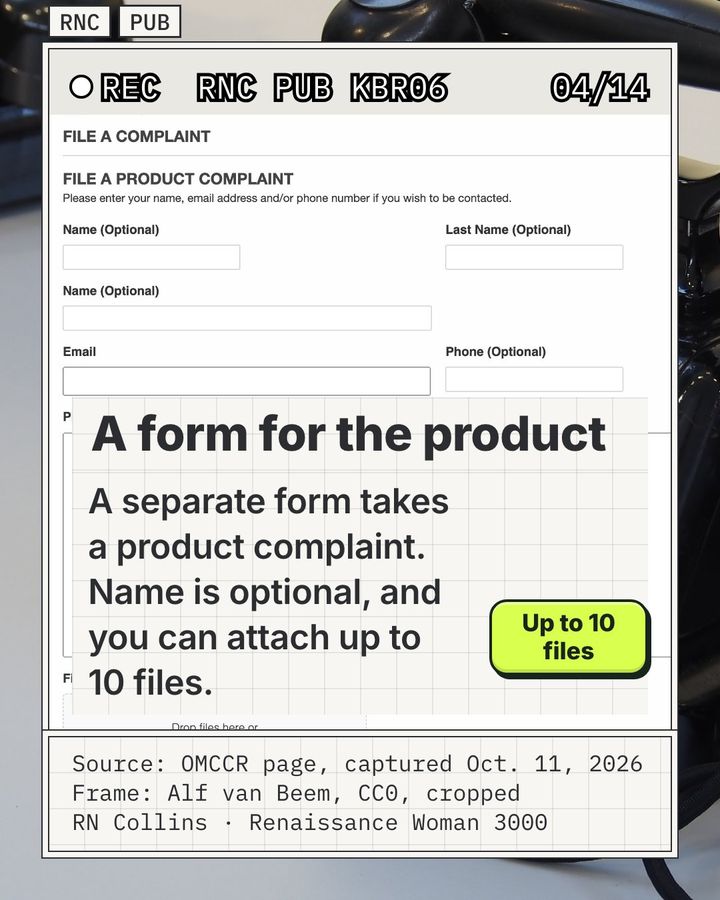 RNC PUB
REC RNC PUB KBR06 04/14
FILE A COMPLAINT
FILE A PRODUCT COMPLAINT
Please enter your name, email address and/or phone number if you wish to be contacted.
Name (Optional) Last Name (Optional)
Name (Optional)
Email Phone (Optional)
P
A form for the product
A separate form takes
a product complaint.
Name is optional, and
you can attach up to
10 files.
Up to 10
files
Drop files here or
Source: OMCCR page, captured Oct. 11, 2026
Frame: Alf van Beem, CC0, cropped
RN Collins · Renaissance Woman 3000